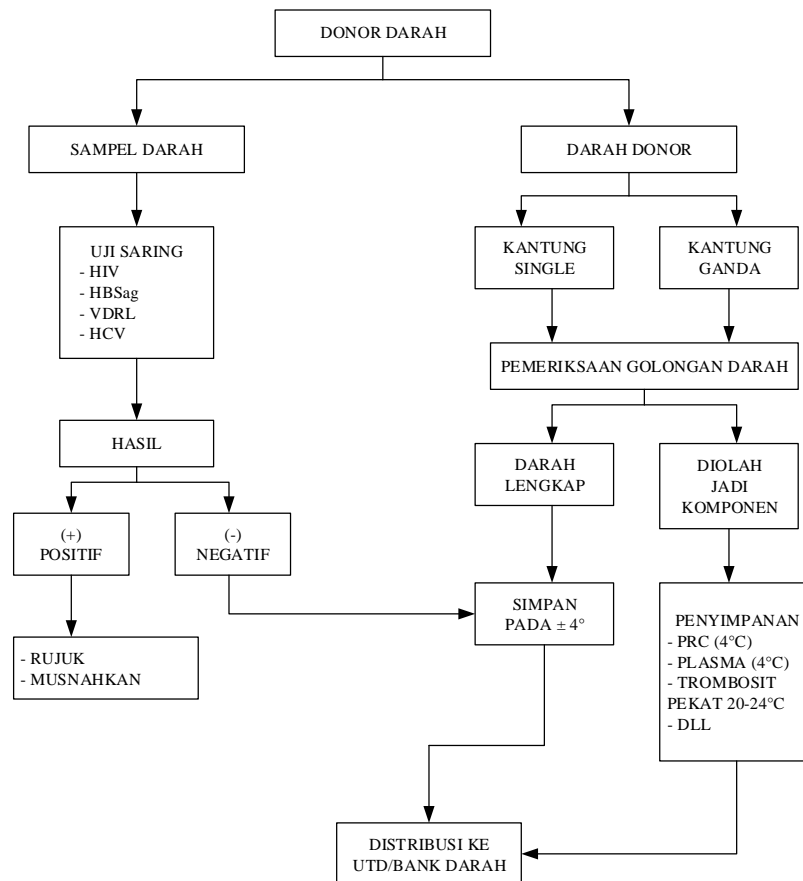 DONOR DARAH
SAMPEL DARAH
DARAH DONOR
UJI SARING
- HIV
- HBSag
- VDRL
- HCV
KANTUNG
SINGLE
KANTUNG
GANDA
PEMERIKSAAN GOLONGAN DARAH
HASIL
DARAH
LENGKAP
DIOLAH
JADI
KOMPONEN
(+)
POSITIF
(-)
NEGATIF
SIMPAN
PADA ± 4°
PENYIMPANAN
- PRC (4°C)
- PLASMA (4°C)
- TROMBOSIT
PEKAT 20-24°C
- DLL
- RUJUK
- MUSNAHKAN
DISTRIBUSI KE
UTD/BANK DARAH